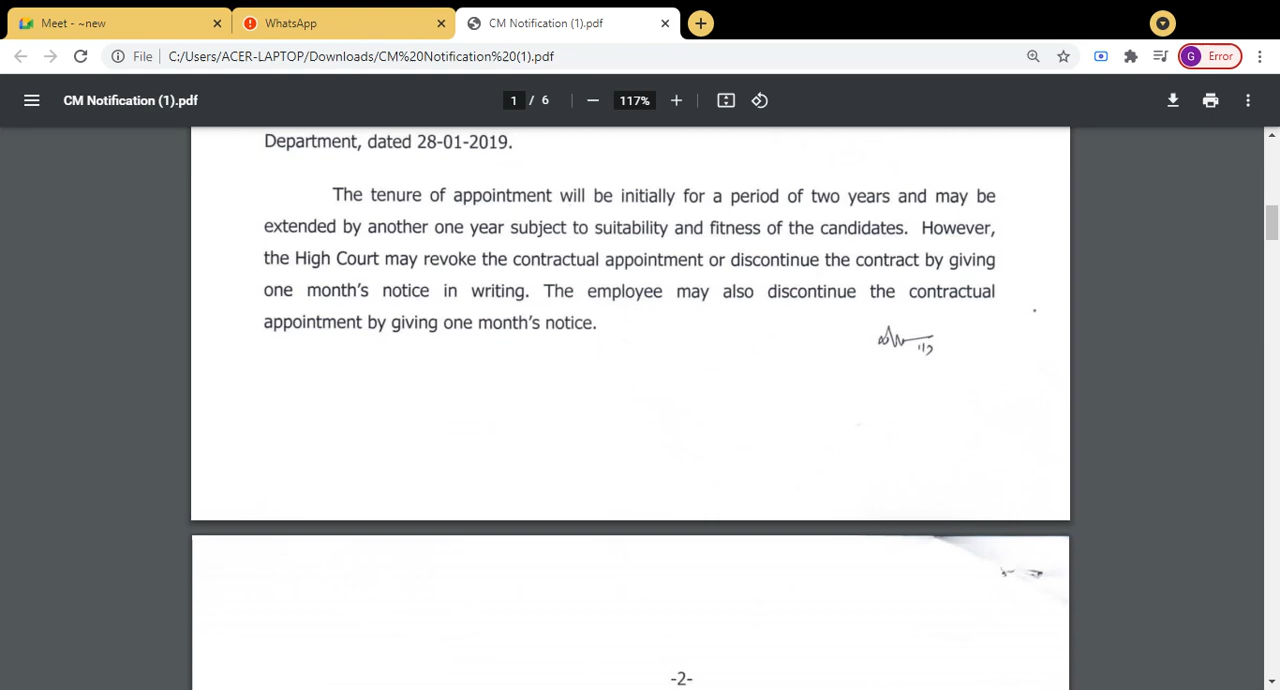 Meet - ~new
WhatsApp
CM Notification (1).pdf
File
C:/Users/ACER-LAPTOP/Downloads/CM%20Notification%20(1).pdf
G Error
CM Notification (1).pdf
1 / 6
117%
Department, dated 28-01-2019.
The tenure of appointment will be initially for a period of two years and may be
extended by another one year subject to suitability and fitness of the candidates. However,
the High Court may revoke the contractual appointment or discontinue the contract by giving
one month's notice in writing. The employee may also discontinue the contractual
appointment by giving one month's notice.
-2-